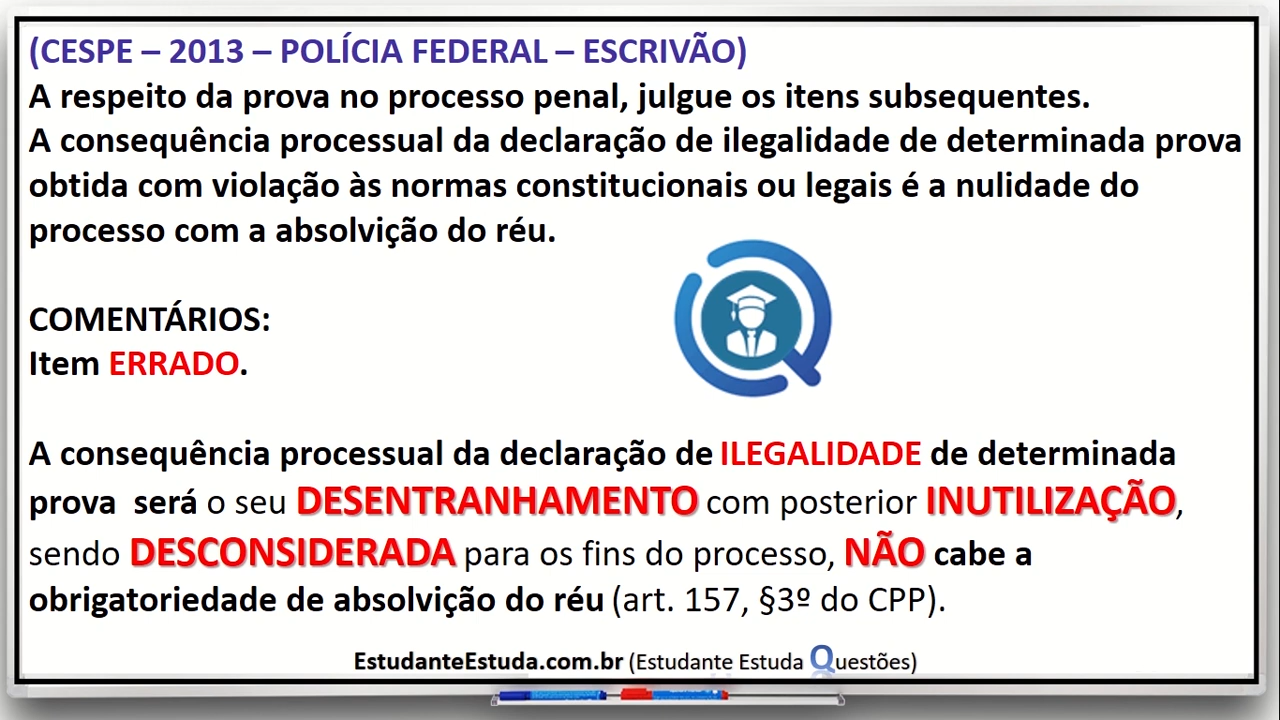 (CESPE – 2013 – POLÍCIA FEDERAL – ESCRIVÃO)
A respeito da prova no processo penal, julgue os itens subsequentes.
A consequência processual da declaração de ilegalidade de determinada prova
obtida com violação às normas constitucionais ou legais é a nulidade do
processo com a absolvição do réu.
COMENTÁRIOS:
Item ERRADO.
A consequência processual da declaração de ILEGALIDADE de determinada
prova será o seu DESENTRANHAMENTO com posterior INUTILIZAÇÃO,
sendo DESCONSIDERADA para os fins do processo, NÃO cabe a
obrigatoriedade de absolvição do réu (art. 157, §3º do CPP).
EstudanteEstuda.com.br (Estudante Estuda Questões)